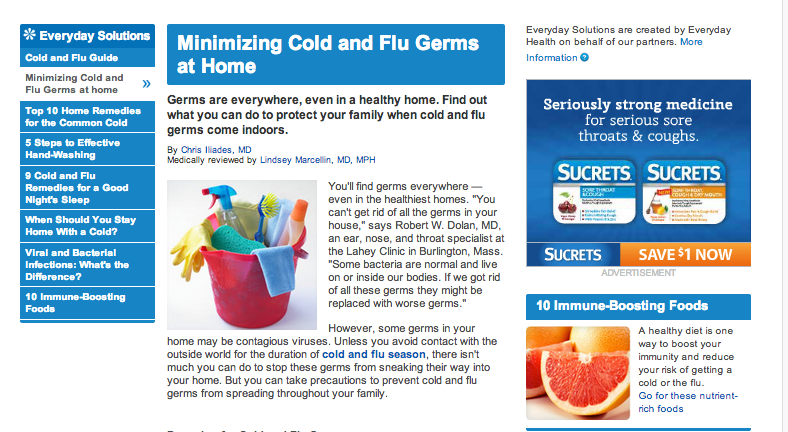 Everyday Solutions
Cold and Flu Guide
Minimizing Cold and
Flu Germs at home
»
Top 10 Home Remedies
for the Common Cold
5 Steps to Effective
Hand-Washing
9 Cold and Flu
Remedies for a Good
Night's Sleep
When Should You Stay
Home With a Cold?
Viral and Bacterial
Infections: What's the
Difference?
10 Immune-Boosting
Foods
Minimizing Cold and Flu Germs
at Home
Germs are everywhere, even in a healthy home. Find out
what you can do to protect your family when cold and flu
germs come indoors.
By Chris Iliades, MD
Medically reviewed by Lindsey Marcellin, MD, MPH
You'll find germs everywhere —
even in the healthiest homes. "You
can't get rid of all the germs in your
house," says Robert W. Dolan, MD,
an ear, nose, and throat specialist at
the Lahey Clinic in Burlington, Mass.
"Some bacteria are normal and live
on or inside our bodies. If we got rid
of all these germs they might be
replaced with worse germs."
However, some germs in your
home may be contagious viruses. Unless you avoid contact with the
outside world for the duration of cold and flu season, there isn't
much you can do to stop these germs from sneaking their way into
your home. But you can take precautions to prevent cold and flu
germs from spreading throughout your family.
Everyday Solutions are created by Everyday
Health on behalf of our partners. More
Information ?
Seriously strong medicine
for serious sore
throats & coughs.
SUCRETS
SORE THROAT
& COUGH
SUCRETS
SORE THROAT,
COUGH & DRY MOUTH
SUCRETS
SAVE $1 NOW
ADVERTISEMENT
10 Immune-Boosting Foods
A healthy diet is one
way to boost your
immunity and reduce
your risk of getting a
cold or the flu.
Go for these nutrient-
rich foods